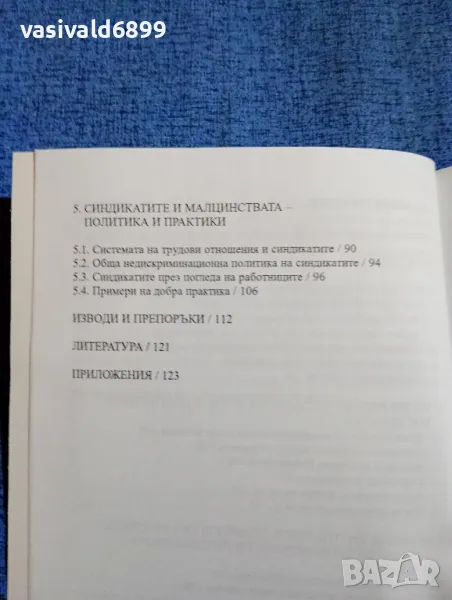 vasivald6899
5. СИНДИКАТИТЕ И МАЛЦИНСТВАТА –
ПОЛИТИКА И ПРАКТИКИ
5.1. Системата на трудови отношения и синдикатите / 90
5.2. Обща недискриминационна политика на синдикатите / 94
5.3. Синдикатите през погледа на работниците / 96
5.4. Примери на добра практика / 106
ИЗВОДИ И ПРЕПОРЪКИ / 112
ЛИТЕРАТУРА / 121
ПРИЛОЖЕНИЯ / 123
BAZAR